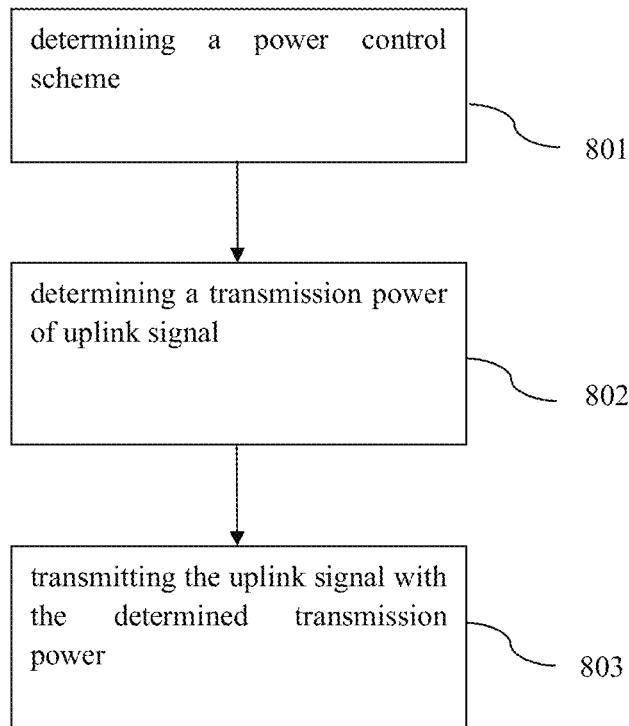 determining a power control
scheme
801
determining a transmission power
of uplink signal
802
transmitting the uplink signal with
the determined transmission
power
803